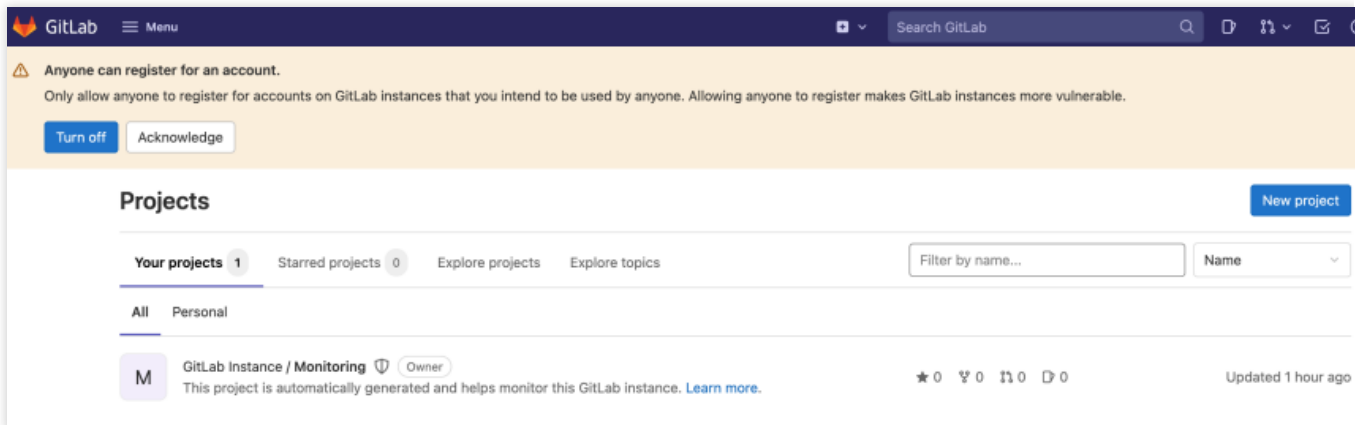 GitLab Menu Search GitLab
Anyone can register for an account.
Only allow anyone to register for accounts on GitLab instances that you intend to be used by anyone. Allowing anyone to register makes GitLab instances more vulnerable.
Turn off Acknowledge
Projects New project
Your projects 1 Starred projects 0 Explore projects Explore topics Filter by name... Name
All Personal
M GitLab Instance / Monitoring Owner
This project is automatically generated and helps monitor this GitLab instance. Learn more. 0 0 0 0 Updated 1 hour ago